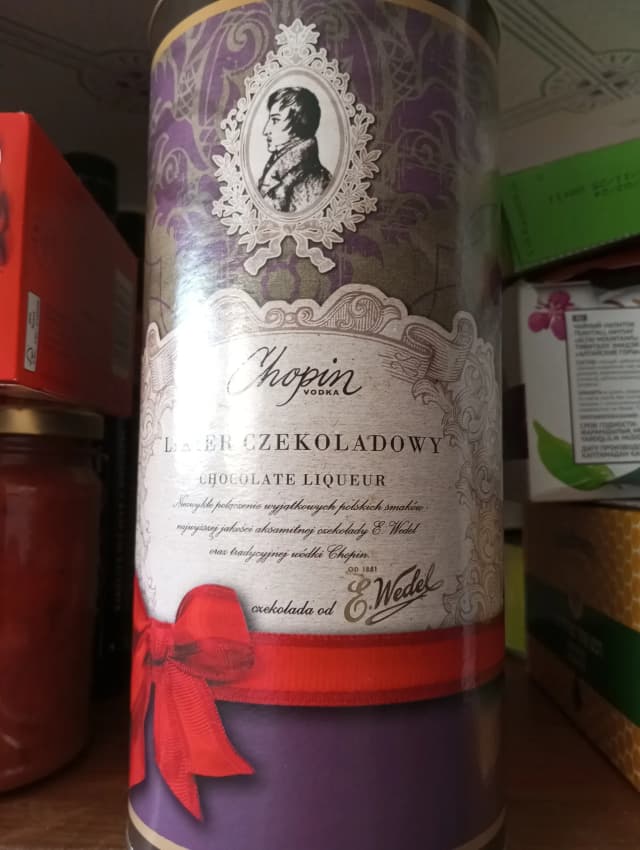 Chopin
VODKA
LIKIER CZEKOLADOWY
CHOCOLATE LIQUEUR
Niezwykłe połączenie wyjątkowych polskich smaków
najwyższej jakości aksamitnej czekolady E. Wedel
oraz tradycyjnej wódki Chopin.
czekolada od
OD 1881
E. Wedel